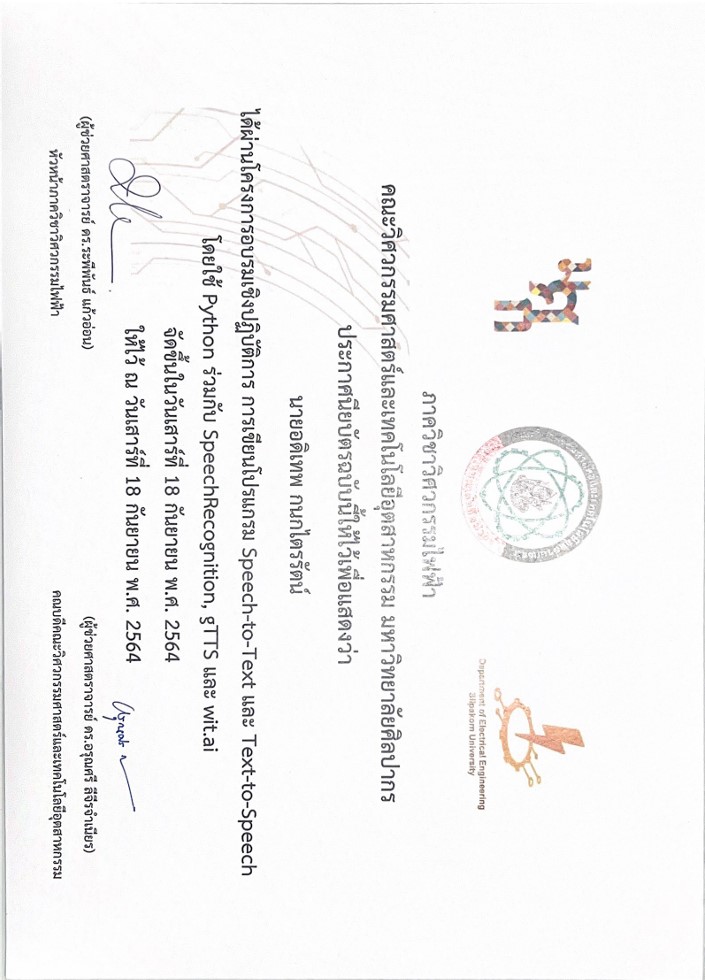 มศก
Department of Electrical Engineering
Silpakorn University
ภาควิชาวิศวกรรมไฟฟ้า
คณะวิศวกรรมศาสตร์และเทคโนโลยีอุตสาหกรรม มหาวิทยาลัยศิลปากร
ประกาศนียบัตรฉบับนี้ให้ไว้เพื่อแสดงว่า
นายอดิเทพ กนกไตรรัตน์
ได้ผ่านโครงการอบรมเชิงปฏิบัติการ การเขียนโปรแกรม Speech-to-Text และ Text-to-Speech
โดยใช้ Python ร่วมกับ SpeechRecognition, gTTS และ wit.ai
จัดขึ้นในวันเสาร์ที่ 18 กันยายน พ.ศ. 2564
ให้ไว้ ณ วันเสาร์ที่ 18 กันยายน พ.ศ. 2564
(ผู้ช่วยศาสตราจารย์ ดร.ระพีพันธ์ แก้วอ่อน)
หัวหน้าภาควิชาวิศวกรรมไฟฟ้า
(ผู้ช่วยศาสตราจารย์ ดร.อรุณศรี ลีจีรจำเนียร)
คณบดีคณะวิศวกรรมศาสตร์และเทคโนโลยีอุตสาหกรรม